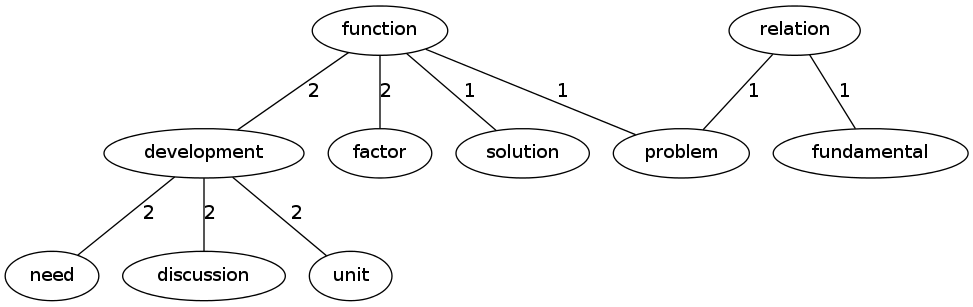 function
relation
2
2
1
1
1
1
development
factor
solution
problem
fundamental
2
2
2
need
discussion
unit